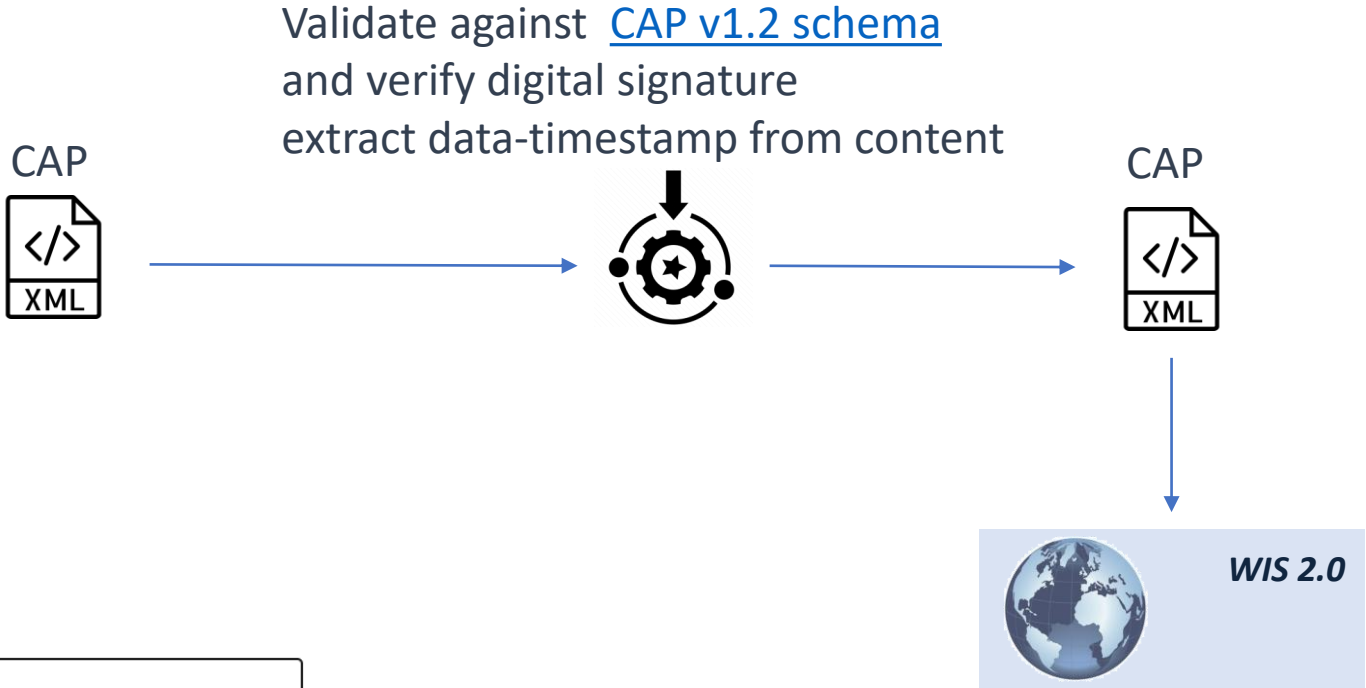 Validate against CAP v1.2 schema
and verify digital signature
extract data-timestamp from content
CAP
</>
XML
CAP
</>
XML
WIS 2.0